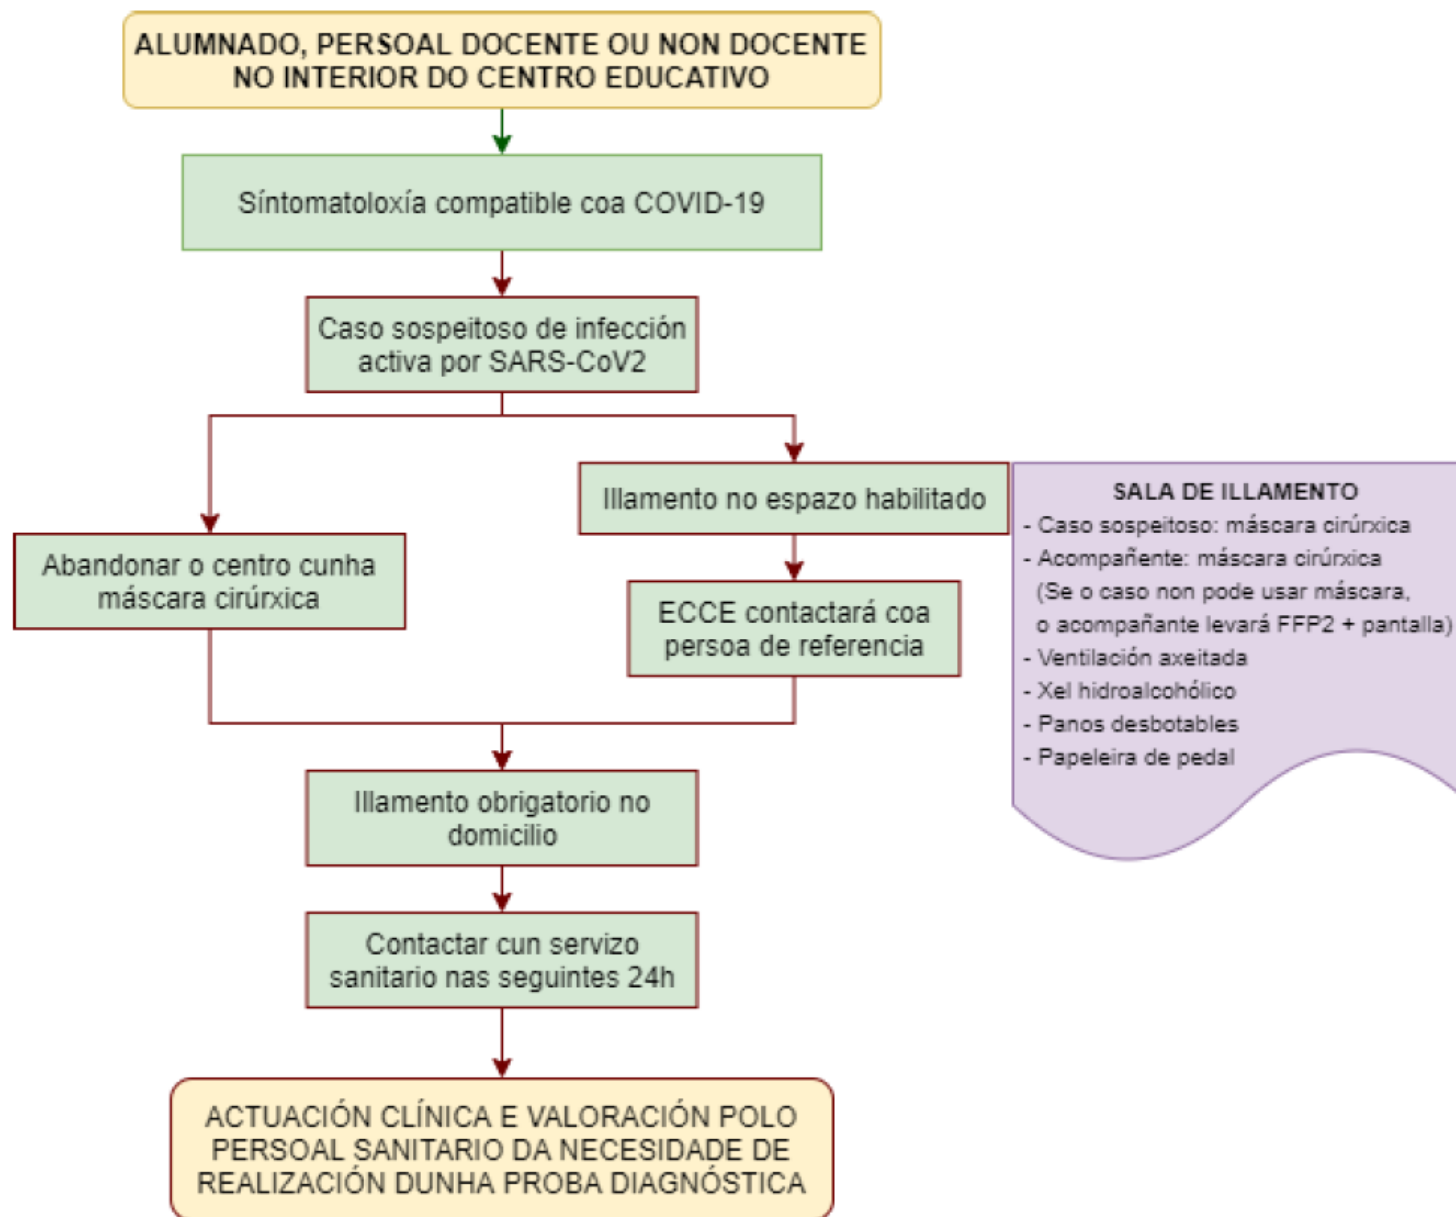 ALUMNADO, PERSOAL DOCENTE OU NON DOCENTE
NO INTERIOR DO CENTRO EDUCATIVO
Síntomatoloxía compatible coa COVID-19
Caso sospeitoso de infección
activa por SARS-CoV2
Abandonar o centro cunha
máscara cirúrxica
Illamento no espazo habilitado
ECCE contactará coa
persoa de referencia
SALA DE ILLAMENTO
- Caso sospeitoso: máscara cirúrxica
- Acompañente: máscara cirúrxica
(Se o caso non pode usar máscara,
o acompañante levará FFP2 + pantalla)
- Ventilación axeitada
- Xel hidroalcohólico
- Panos desbotables
- Papeleira de pedal
Illamento obrigatorio no
domicilio
Contactar cun servizo
sanitario nas seguintes 24h
ACTUACIÓN CLÍNICA E VALORACIÓN POLO
PERSOAL SANITARIO DA NECESIDADE DE
REALIZACIÓN DUNHA PROBA DIAGNÓSTICA